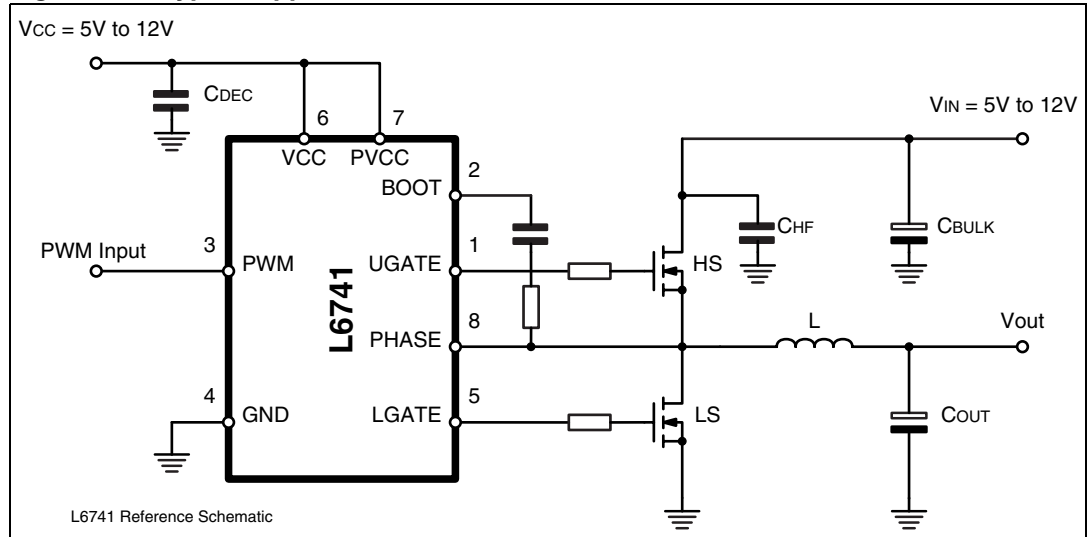 VCC = 5V to 12V
CDEC
VIN = 5V to 12V
6
7
VCC
PVCC
2
BOOT
CHF
CBULK
PWM Input
3
PWM
1
UGATE
HS
L6741
8
PHASE
L
Vout
4
GND
5
LGATE
LS
COUT
L6741 Reference Schematic